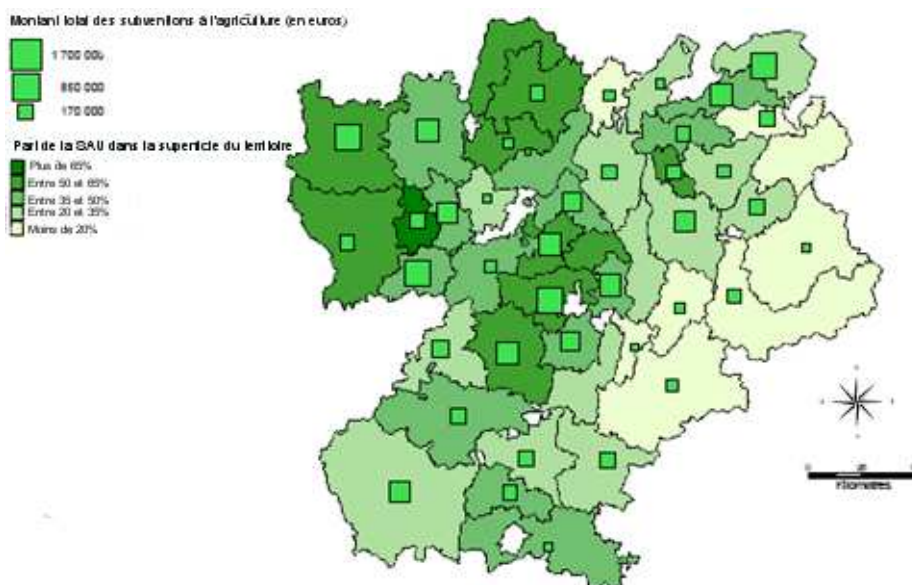 Montant total des subventions à l'agriculture (en euros)
1 700 000
850 000
170 000
Part de la SAU dans la superficie du territoire
Plus de 65%
Entre 50 et 65%
Entre 35 et 50%
Entre 20 et 35%
Moins de 20%
Kilomètres